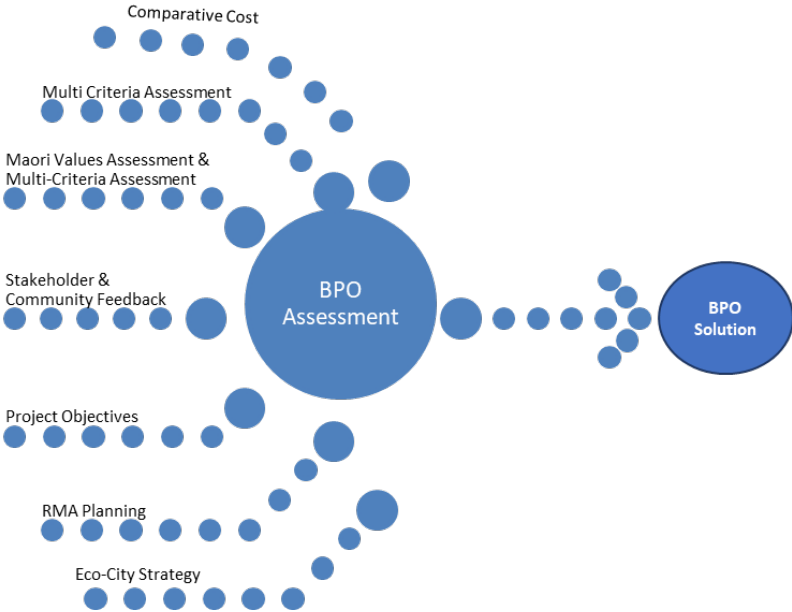 Comparative Cost
Multi Criteria Assessment
Maori Values Assessment &
Multi-Criteria Assessment
Stakeholder &
Community Feedback
BPO
Assessment
BPO
Solution
Project Objectives
RMA Planning
Eco-City Strategy